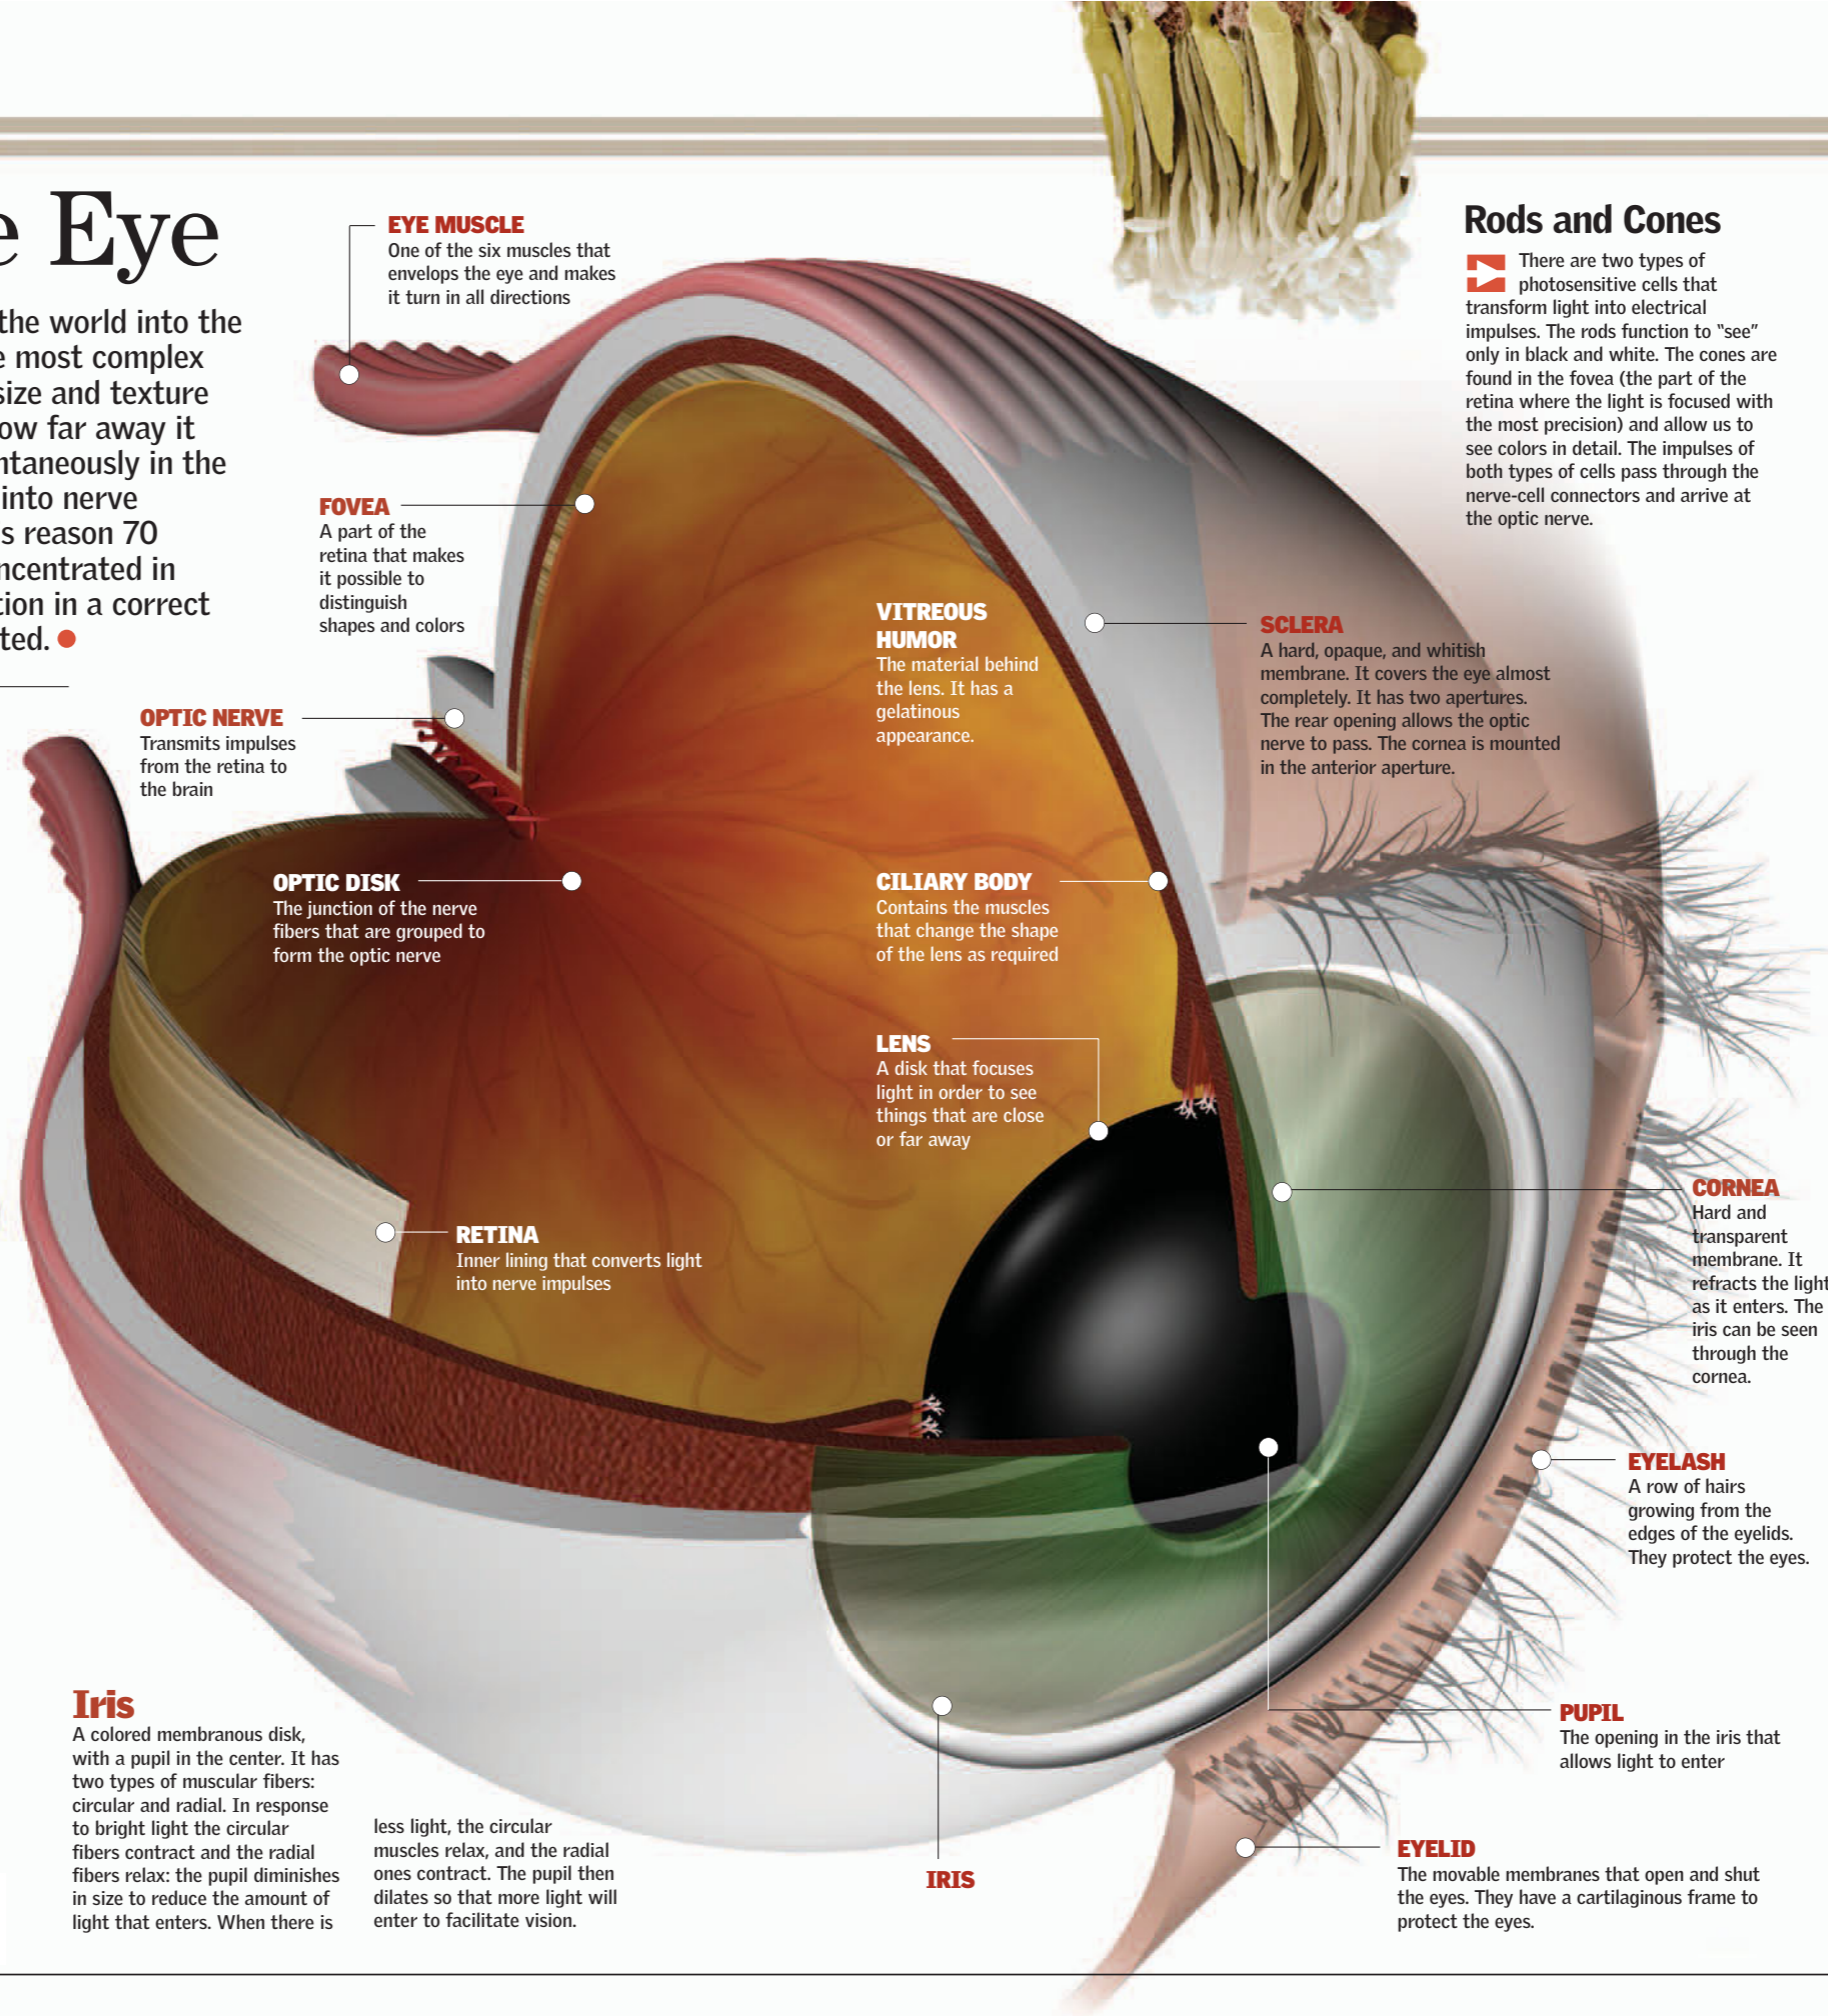 e Eye
the world into the
e most complex
size and texture
ow far away it
ntaneously in the
into nerve
s reason 70
ncentrated in
tion in a correct
ted.
EYE MUSCLE
One of the six muscles that
envelops the eye and makes
it turn in all directions
FOVEA
A part of the
retina that makes
it possible to
distinguish
shapes and colors
OPTIC NERVE
Transmits impulses
from the retina to
the brain
OPTIC DISK
The junction of the nerve
fibers that are grouped to
form the optic nerve
RETINA
Inner lining that converts light
into nerve impulses
VITREOUS
HUMOR
The material behind
the lens. It has a
gelatinous
appearance.
CILIARY BODY
Contains the muscles
that change the shape
of the lens as required
LENS
A disk that focuses
light in order to see
things that are close
or far away
Rods and Cones
There are two types of
photosensitive cells that
transform light into electrical
impulses. The rods function to “see”
only in black and white. The cones are
found in the fovea (the part of the
retina where the light is focused with
the most precision) and allow us to
see colors in detail. The impulses of
both types of cells pass through the
nerve-cell connectors and arrive at
the optic nerve.
SCLERA
A hard, opaque, and whitish
membrane. It covers the eye almost
completely. It has two apertures.
The rear opening allows the optic
nerve to pass. The cornea is mounted
in the anterior aperture.
CORNEA
Hard and
transparent
membrane. It
refracts the light
as it enters. The
iris can be seen
through the
cornea.
EYELASH
A row of hairs
growing from the
edges of the eyelids.
They protect the eyes.
PUPIL
The opening in the iris that
allows light to enter
EYELID
The movable membranes that open and shut
the eyes. They have a cartilaginous frame to
protect the eyes.
IRIS
Iris
A colored membranous disk,
with a pupil in the center. It has
two types of muscular fibers:
circular and radial. In response
to bright light the circular
fibers contract and the radial
fibers relax: the pupil diminishes
in size to reduce the amount of
light that enters. When there is
less light, the circular
muscles relax, and the radial
ones contract. The pupil then
dilates so that more light will
enter to facilitate vision.